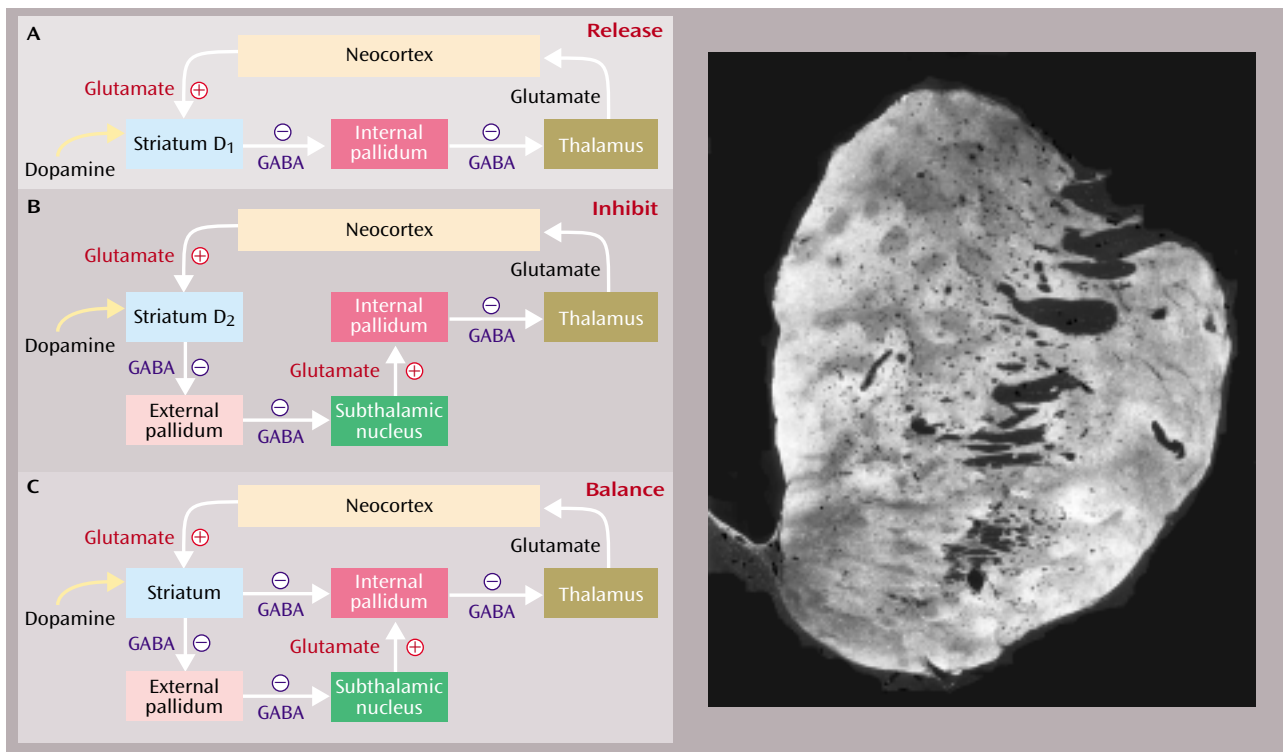 A
Release
Neocortex
Glutamate +
Glutamate
Striatum D1
−
GABA
Internal
pallidum
−
GABA
Thalamus
Dopamine
B
Inhibit
Neocortex
Glutamate +
Glutamate
Striatum D2
Internal
pallidum
−
GABA
Thalamus
Dopamine
GABA −
Glutamate +
External
pallidum
−
GABA
Subthalamic
nucleus
C
Balance
Neocortex
Glutamate +
Glutamate
Striatum
−
GABA
Internal
pallidum
−
GABA
Thalamus
Dopamine
GABA −
Glutamate +
External
pallidum
−
GABA
Subthalamic
nucleus